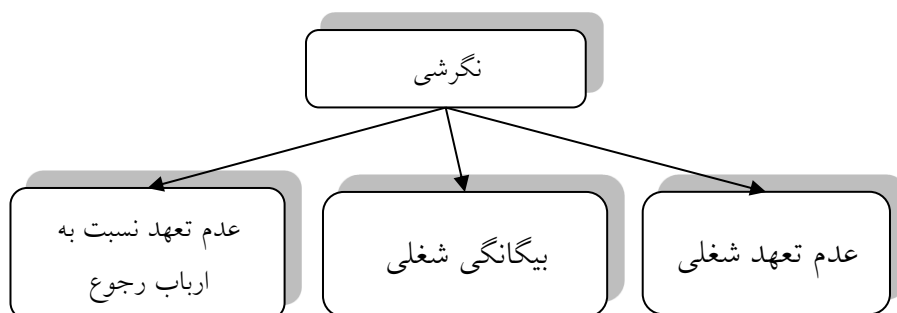 نگرشی
عدم تعهد شغلی
بیگانگی شغلی
عدم تعهد نسبت به
ارباب رجوع